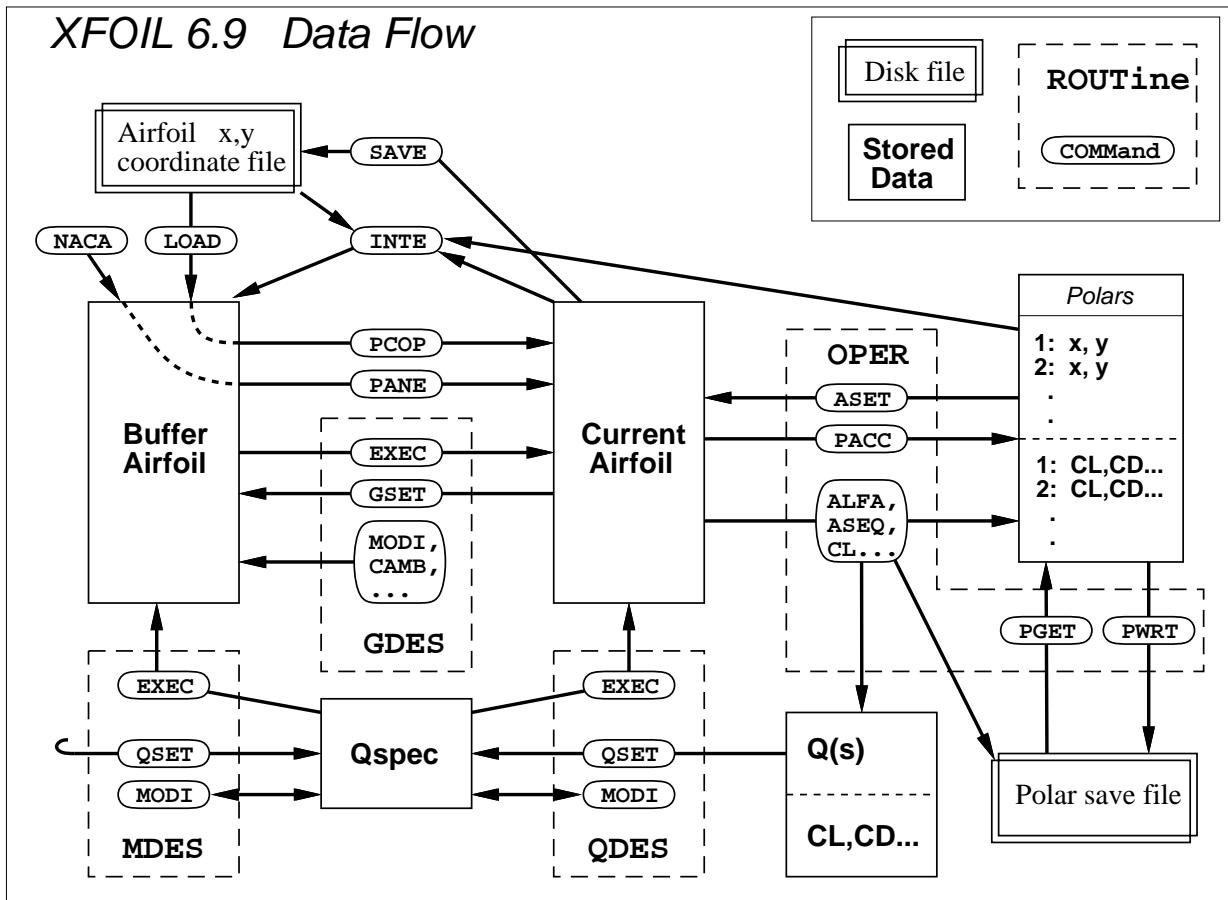 XFOIL 6.9 Data Flow
Disk file
ROUTine
Stored
Data
COMMand
Airfoil x,y
coordinate file
SAVE
NACA
LOAD
INTE
Polars
1: x, y
2: x, y
.
.
1: CL,CD...
2: CL,CD...
.
.
PCOP
PANE
OPER
ASET
PACC
Buffer
Airfoil
Current
Airfoil
EXEC
GSET
MODI,
CAMB,
...
GDES
ALFA,
ASEQ,
CL...
PGET
PWRT
EXEC
QSET
MODI
MDES
Qspec
EXEC
QSET
MODI
QDES
Q(s)
CL,CD...
Polar save file